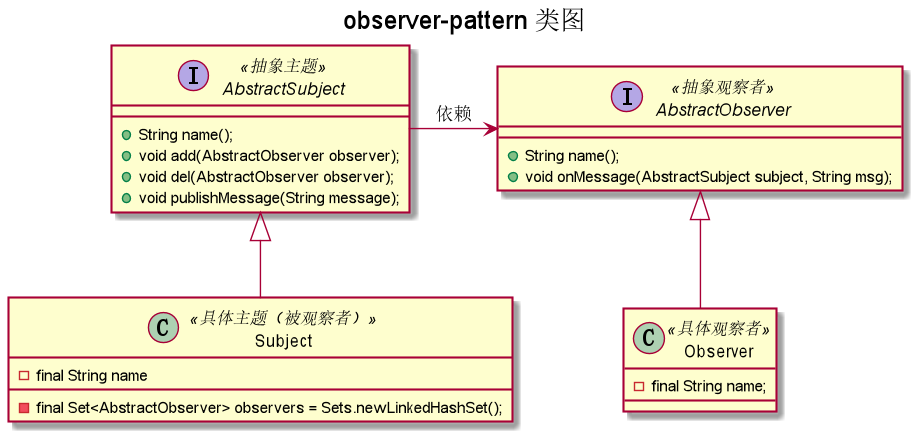 observer-pattern 类图
I
«抽象主题»
AbstractSubject
String name();
void add(AbstractObserver observer);
void del(AbstractObserver observer);
void publishMessage(String message);
依赖
I
«抽象观察者»
AbstractObserver
String name();
void onMessage(AbstractSubject subject, String msg);
C
«具体主题（被观察者）»
Subject
final String name
final Set<AbstractObserver> observers = Sets.newLinkedHashSet();
C
«具体观察者»
Observer
final String name;